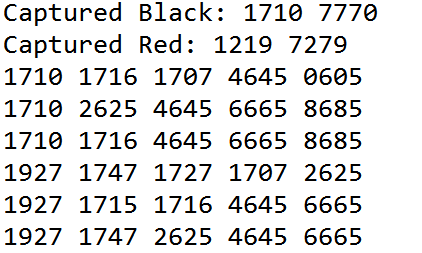 Captured Black: 1710 7770
Captured Red: 1219 7279
1710 1716 1707 4645 0605
1710 2625 4645 6665 8685
1710 1716 4645 6665 8685
1927 1747 1727 1707 2625
1927 1715 1716 4645 6665
1927 1747 2625 4645 6665